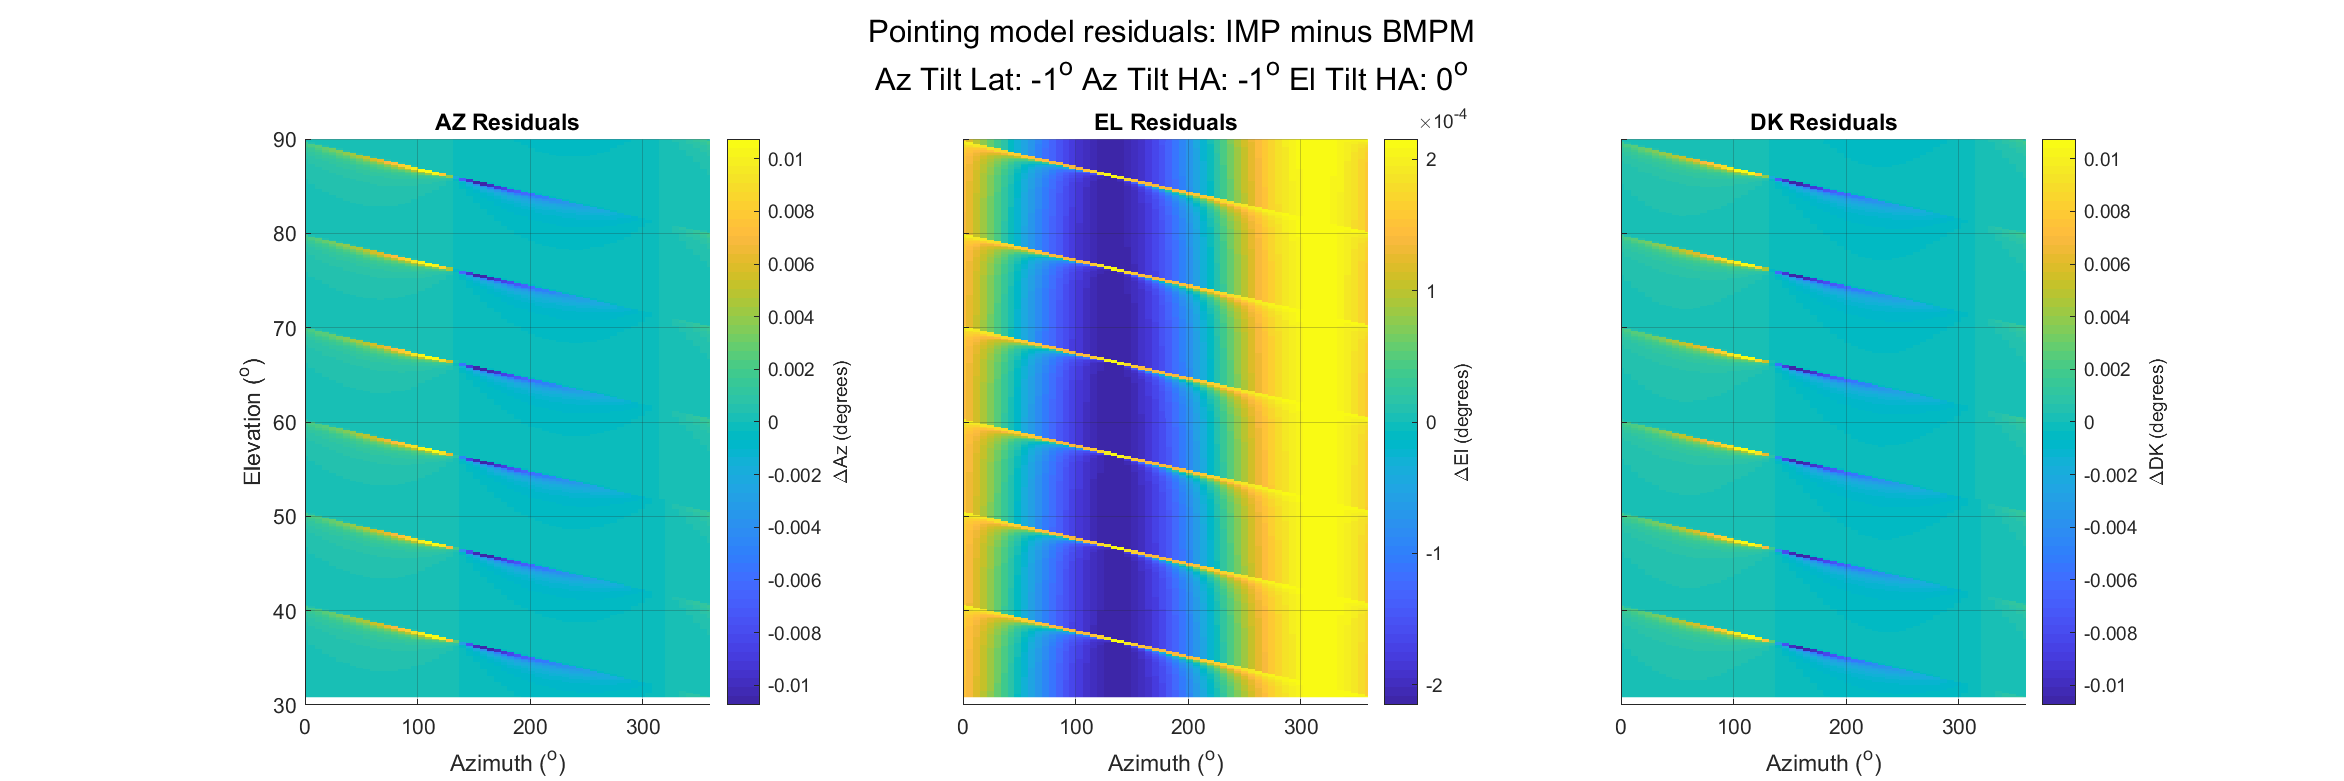 Pointing model residuals: IMP minus BMPM
Az Tilt Lat: -1° Az Tilt HA: -1° El Tilt HA: 0°
AZ Residuals
90
80
70
60
50
40
30
Elevation (°)
0 100 200 300
Azimuth (°)
0.01
0.008
0.006
0.004
0.002
0
-0.002
-0.004
-0.006
-0.008
-0.01
ΔAz (degrees)
EL Residuals
0 100 200 300
Azimuth (°)
×10⁻⁴
2
1
0
-1
-2
ΔEl (degrees)
DK Residuals
0 100 200 300
Azimuth (°)
0.01
0.008
0.006
0.004
0.002
0
-0.002
-0.004
-0.006
-0.008
-0.01
ΔDK (degrees)